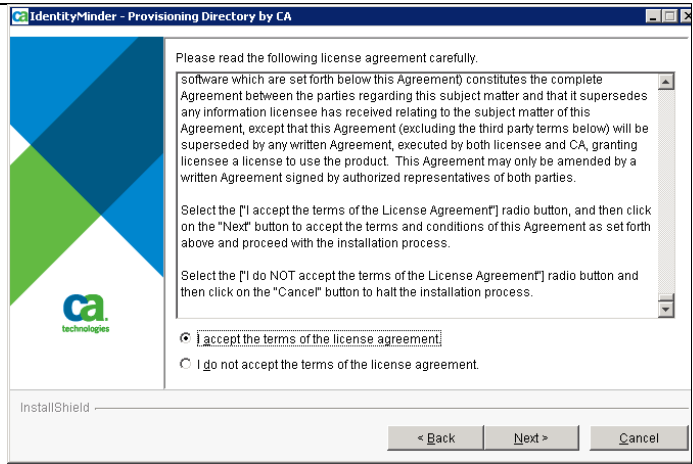 IdentityMinder - Provisioning Directory by CA
Please read the following license agreement carefully.
software which are set forth below this Agreement) constitutes the complete
Agreement between the parties regarding this subject matter and that it supersedes
any information licensee has received relating to the subject matter of this
Agreement, except that this Agreement (excluding the third party terms below) will be
superseded by any written Agreement, executed by both licensee and CA, granting
licensee a license to use the product.  This Agreement may only be amended by a
written Agreement signed by authorized representatives of both parties.
Select the ["I accept the terms of the License Agreement"] radio button, and then click
on the "Next" button to accept the terms and conditions of this Agreement as set forth
above and proceed with the installation process.
Select the ["I do NOT accept the terms of the License Agreement"] radio button and
then click on the "Cancel" button to halt the installation process.
ca.
technologies
I accept the terms of the license agreement.
I do not accept the terms of the license agreement.
InstallShield
< Back
Next >
Cancel